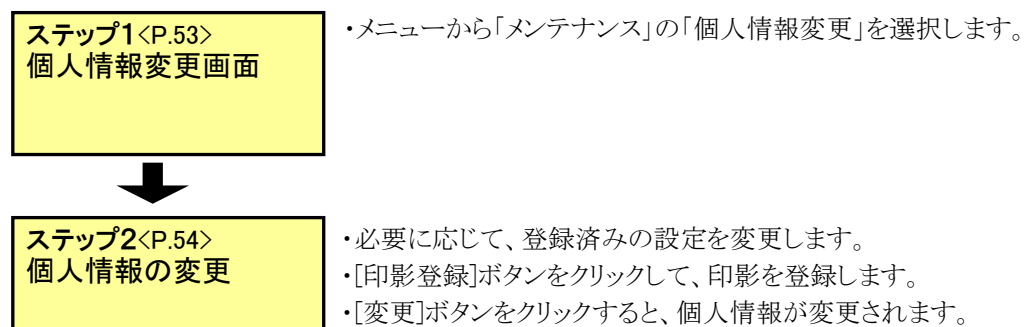 ステップ1<P.53>
個人情報変更画面
・メニューから「メンテナンス」の「個人情報変更」を選択します。
ステップ2<P.54>
個人情報の変更
・必要に応じて、登録済みの設定を変更します。
・[印影登録]ボタンをクリックして、印影を登録します。
・[変更]ボタンをクリックすると、個人情報が変更されます。